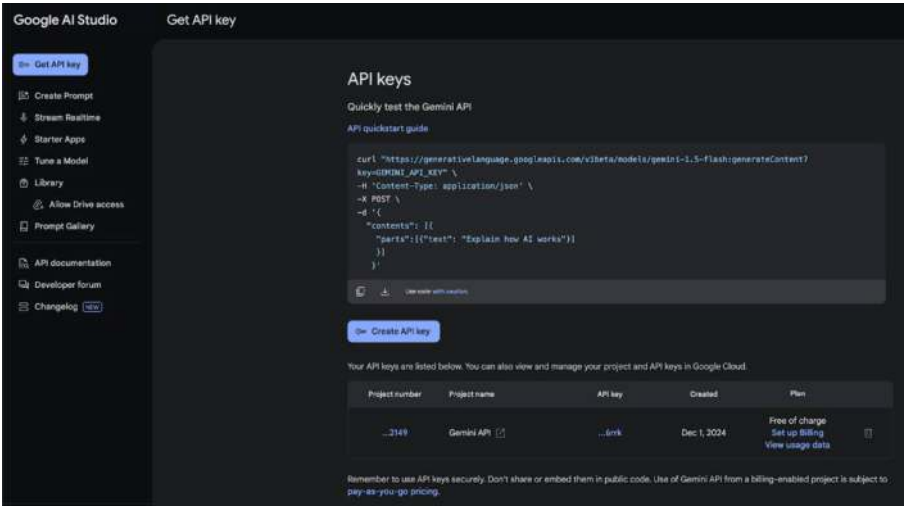 Google AI Studio
Get API key
Get API key
Create Prompt
Stream Realtime
Starter Apps
Tune a Model
Library
Allow Drive access
Prompt Gallery
API documentation
Developer forum
Changelog NEW
API keys
Quickly test the Gemini API
API quickstart guide
curl "https://generativelanguage.googleapis.com/v1beta/models/gemini-1.5-flash:generateContent?
key=GEMINI_API_KEY" \
-H 'Content-Type: application/json' \
-X POST \
-d '{
"contents": [{
"parts":[{"text": "Explain how AI works"}]
}]
}'
Use code with caution.
Create API key
Your API keys are listed below. You can also view and manage your project and API keys in Google Cloud.
Project number Project name API key Created Plan
...2149 Gemini API ...6rrk Dec 1, 2024 Free of charge
Set up Billing
View usage data
Remember to use API keys securely. Don't share or embed them in public code. Use of Gemini API from a billing-enabled project is subject to
pay-as-you-go pricing.